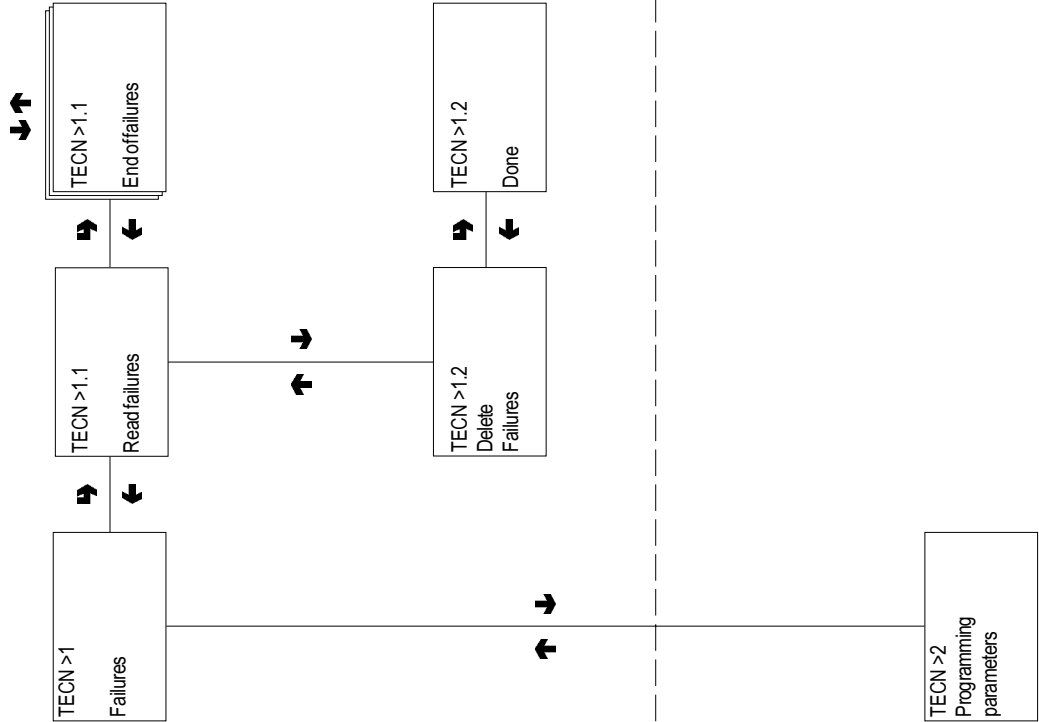 TECN >1
Failures
TECN >1.1
Read failures
TECN >1.1
End of failures
TECN >1.2
Delete
Failures
TECN >1.2
Done
TECN >2
Programming
parameters